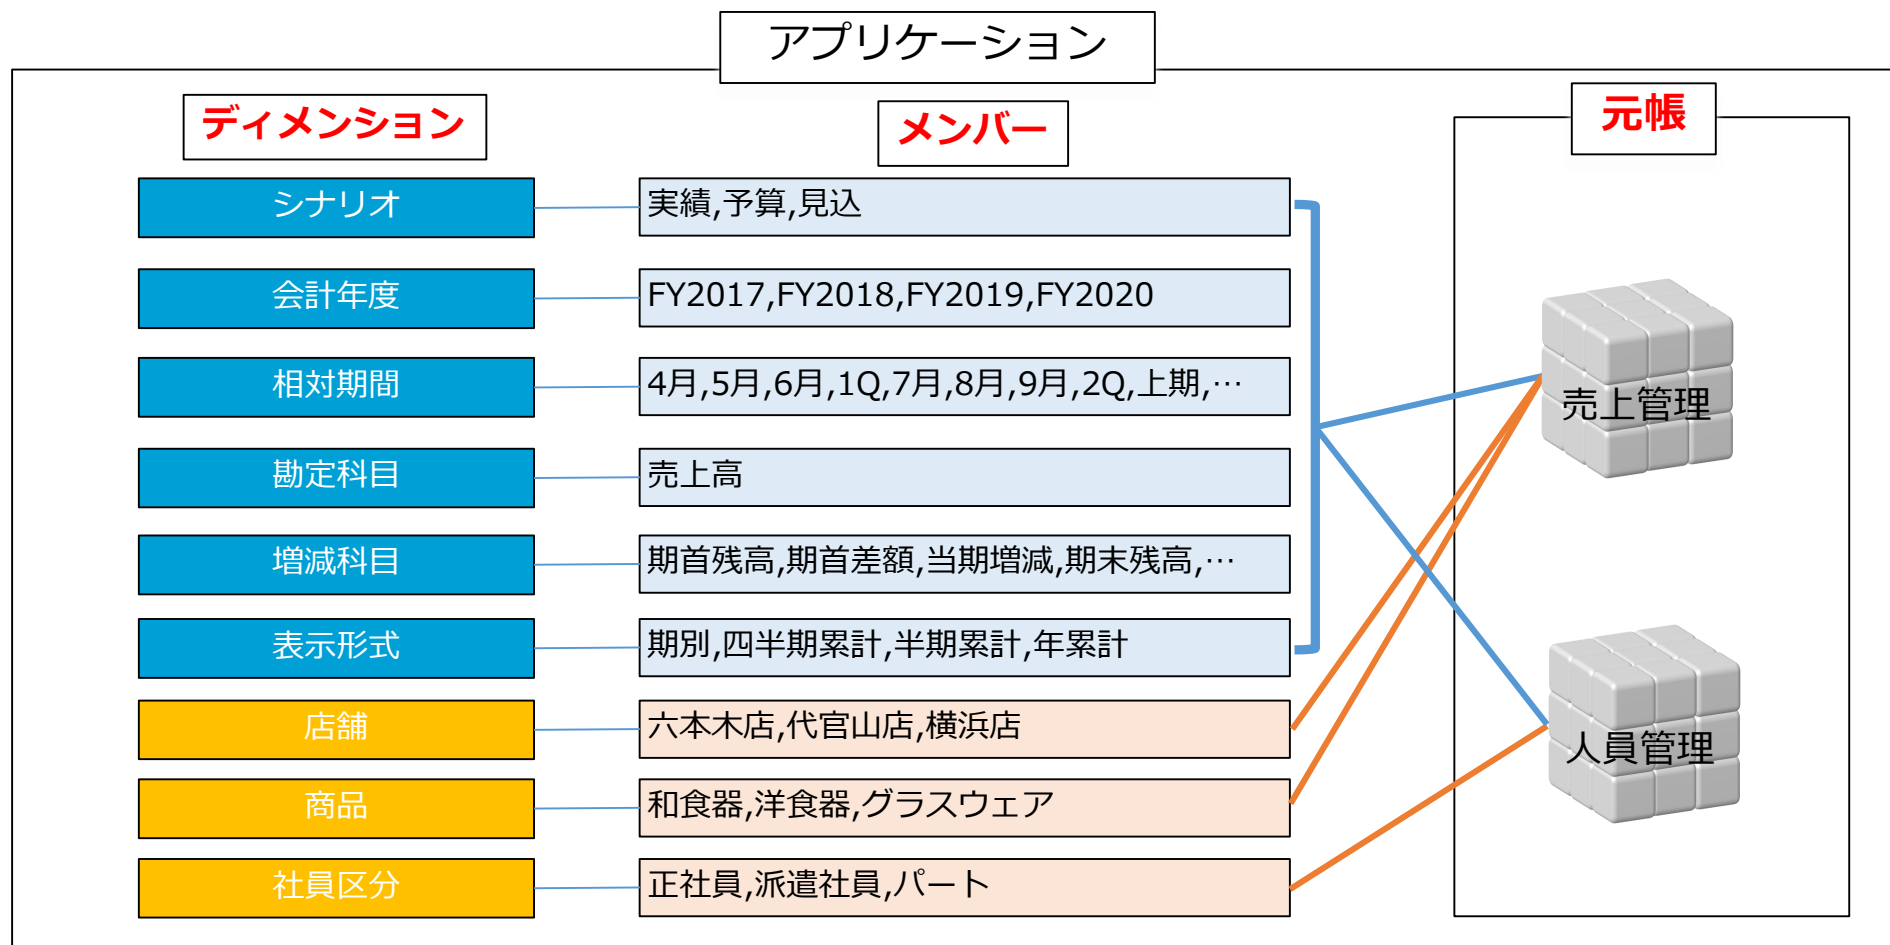 アプリケーション
ディメンション
メンバー
元帳
シナリオ
実績,予算,見込
会計年度
FY2017,FY2018,FY2019,FY2020
相対期間
4月,5月,6月,1Q,7月,8月,9月,2Q,上期,…
売上管理
勘定科目
売上高
増減科目
期首残高,期首差額,当期増減,期末残高,…
表示形式
期別,四半期累計,半期累計,年累計
店舗
六本木店,代官山店,横浜店
人員管理
商品
和食器,洋食器,グラスウェア
社員区分
正社員,派遣社員,パート